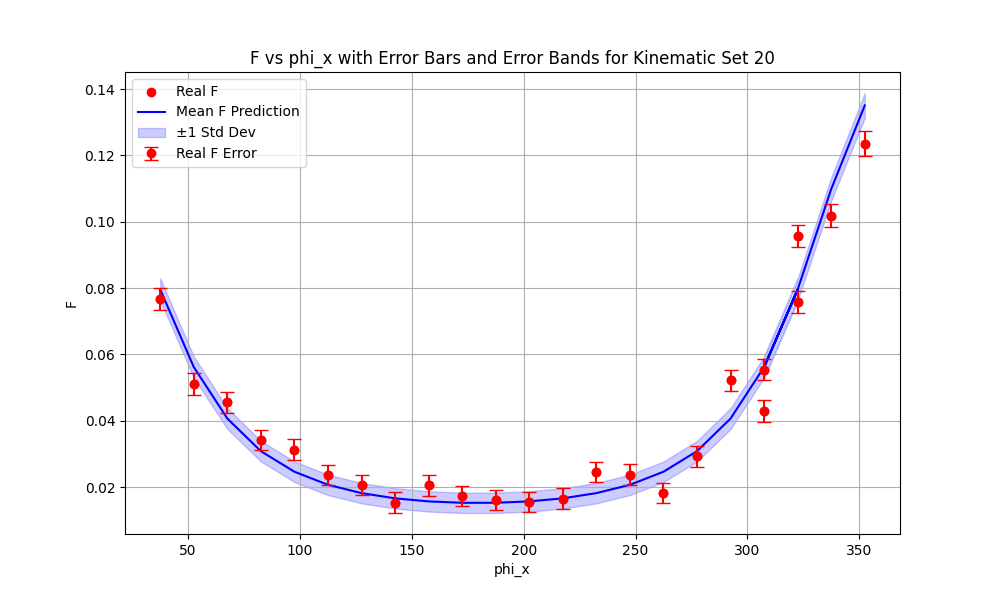 F vs phi_x with Error Bars and Error Bands for Kinematic Set 20
Real F
Mean F Prediction
±1 Std Dev
Real F Error
0.14
0.12
0.10
0.08
0.06
0.04
0.02
F
50
100
150
200
250
300
350
phi_x